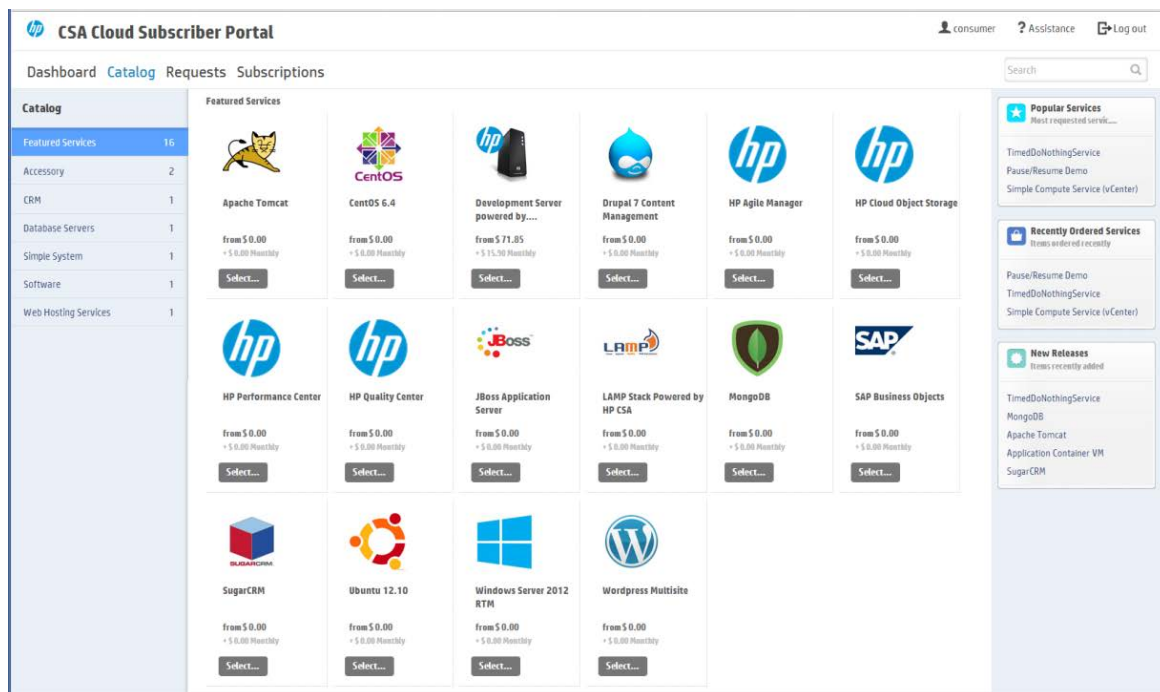 hp CSA Cloud Subscriber Portal
consumer ? Assistance Log out
Dashboard Catalog Requests Subscriptions
Search
Catalog
Featured Services 16
Accessory 2
CRM 1
Database Servers 1
Simple System 1
Software 1
Web Hosting Services 1
Featured Services
CentOS
hp
hp
hp
Apache Tomcat
from $ 0.00
+ $ 0.00 Monthly
Select...
CentOS 6.4
from $ 0.00
+ $ 0.00 Monthly
Select...
Development Server
powered by....
from $ 71.85
+ $ 15.50 Monthly
Select...
Drupal 7 Content
Management
from $ 0.00
+ $ 0.00 Monthly
Select...
HP Agile Manager
from $ 0.00
+ $ 0.00 Monthly
Select...
HP Cloud Object Storage
from $ 0.00
+ $ 0.00 Monthly
Select...
hp
HP Performance Center
from $ 0.00
+ $ 0.00 Monthly
Select...
hp
HP Quality Center
from $ 0.00
+ $ 0.00 Monthly
Select...
JBoss
JBoss Application
Server
from $ 0.00
+ $ 0.00 Monthly
Select...
LAMP
LAMP Stack Powered by
HP CSA
from $ 0.00
+ $ 0.00 Monthly
Select...
MongoDB
from $ 0.00
+ $ 0.00 Monthly
Select...
SAP
SAP Business Objects
from $ 0.00
+ $ 0.00 Monthly
Select...
SUGARCRM
SugarCRM
from $ 0.00
+ $ 0.00 Monthly
Select...
Ubuntu 12.10
from $ 0.00
+ $ 0.00 Monthly
Select...
Windows Server 2012
RTM
from $ 0.00
+ $ 0.00 Monthly
Select...
W
Wordpress Multisite
from $ 0.00
+ $ 0.00 Monthly
Select...
Popular Services
Most requested servic....
TimedDoNothingService
Pause/Resume Demo
Simple Compute Service (vCenter)
Recently Ordered Services
Items ordered recently
Pause/Resume Demo
TimedDoNothingService
Simple Compute Service (vCenter)
New Releases
Items recently added
TimedDoNothingService
MongoDB
Apache Tomcat
Application Container VM
SugarCRM